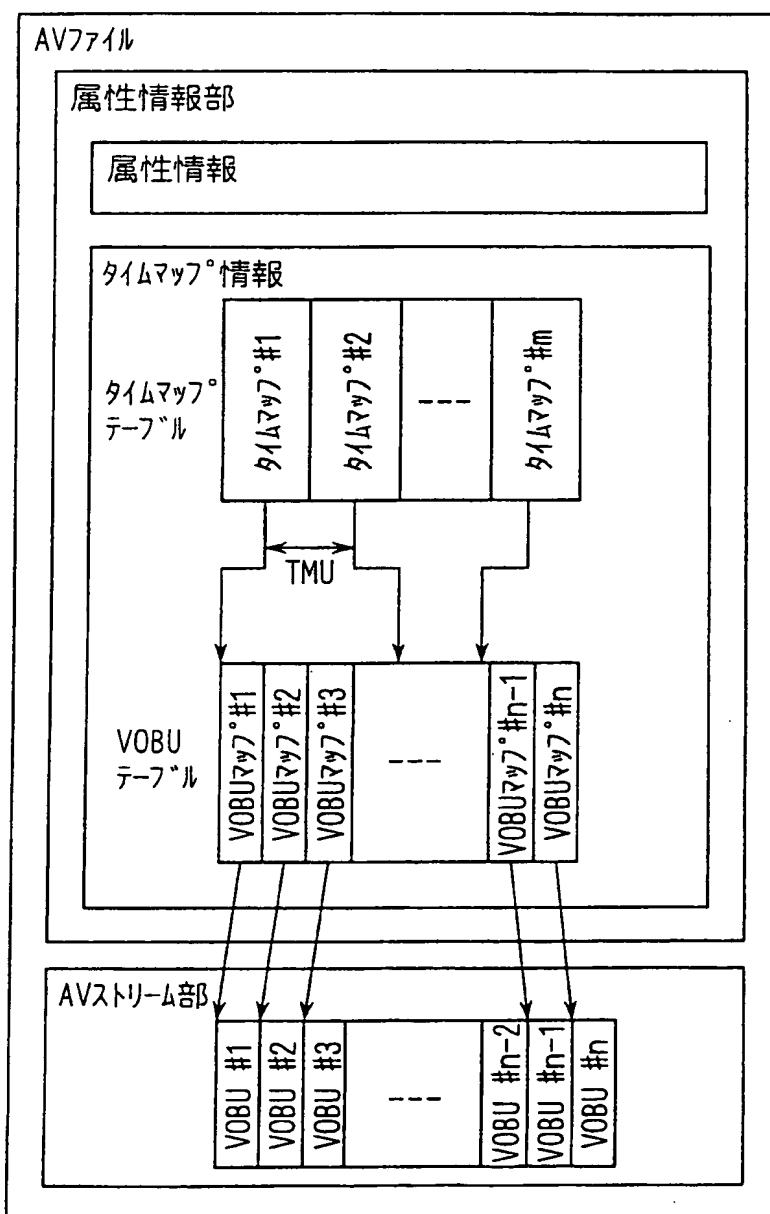 AVファイル
属性情報部
属性情報
タイムマップ情報
タイムマップ
テーブル
タイムマップ#1
タイムマップ#2
---
タイムマップ#m
TMU
VOBU
テーブル
VOBUマップ#1
VOBUマップ#2
VOBUマップ#3
---
VOBUマップ#n-1
VOBUマップ#n
AVストリーム部
VOBU #1
VOBU #2
VOBU #3
---
VOBU #n-2
VOBU #n-1
VOBU #n